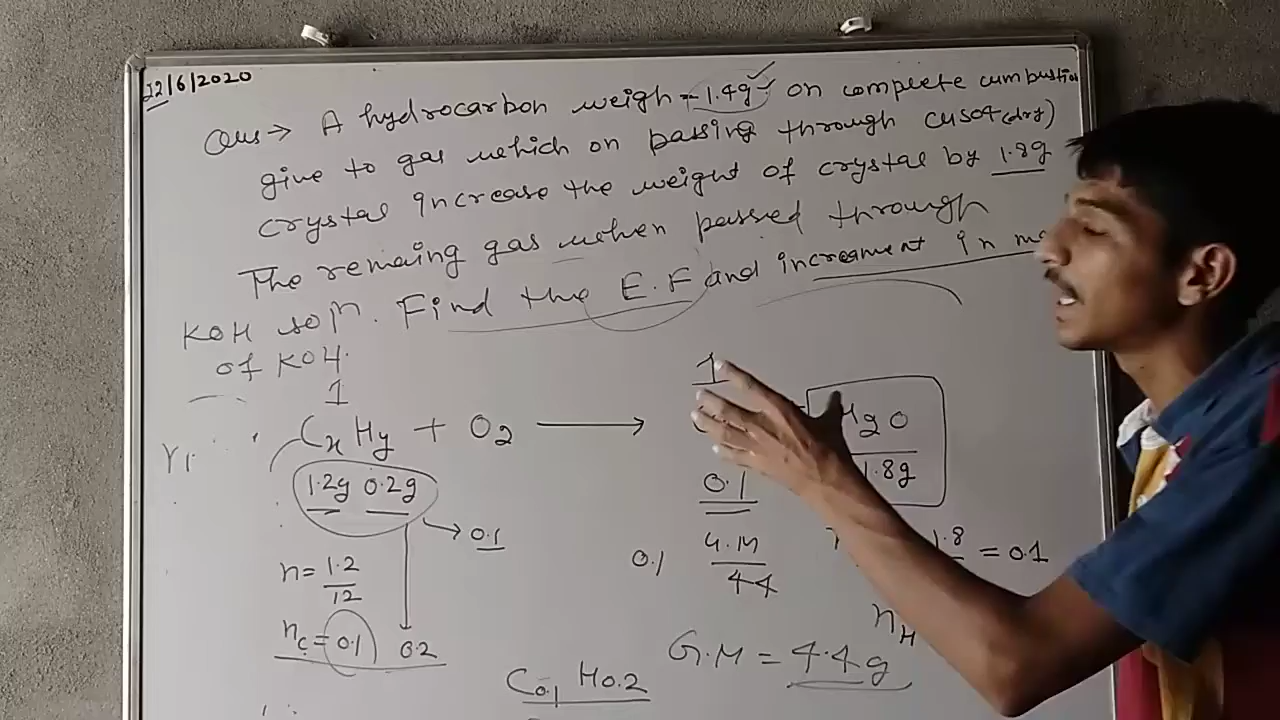 12/6/2020
Ques → A hydrocarbon weigh = 1.4g ✓ on complete cumbustion
give to gas which on passing through CuSO4 (dry)
crystal increase the weight of crystal by 1.8g
The remaing gas when passed through
KOH soln. Find the E.F and increament in
of KOH.
1
CxHy + O2 ⟶
1
H2O
1.2g 0.2g
0.1
1.8g
→ 0.1
n = 1.2/12
0.1
4.M/44
1.8 = 0.1
nC = 0.1
0.2
nH
G.M = 4.4g
C0.1 H0.2